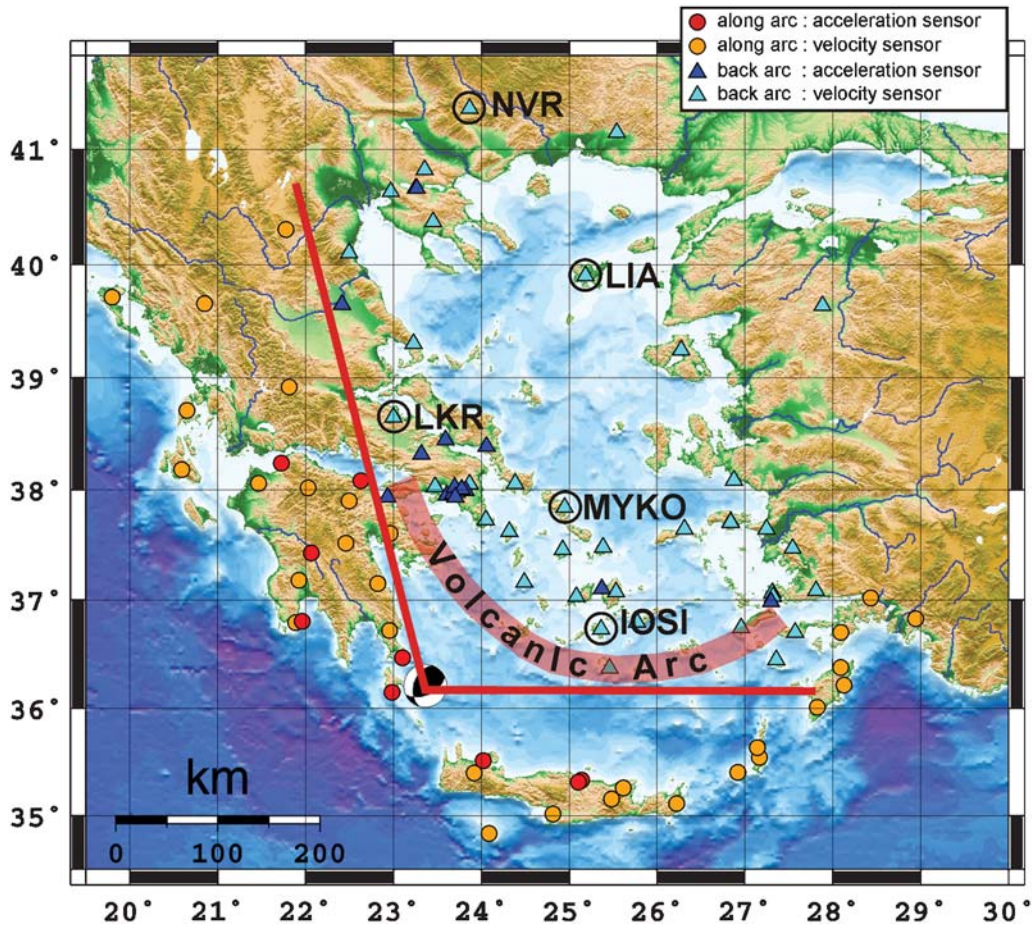 along arc : acceleration sensor
along arc : velocity sensor
back arc : acceleration sensor
back arc : velocity sensor
NVR
41°
40°
LIA
39°
LKR
38°
MYKO
37°
IOSI
Volcanic Arc
36°
km
35°
0 100 200
20° 21° 22° 23° 24° 25° 26° 27° 28° 29° 30°